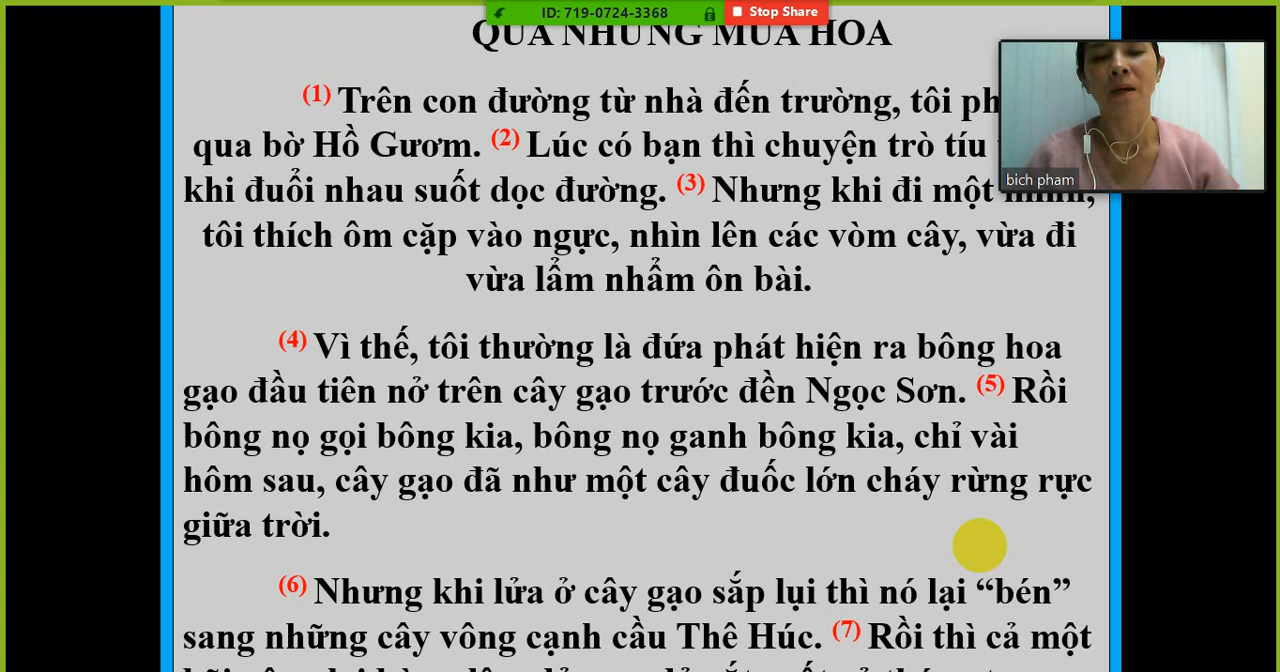 ID: 719-0724-3368
Stop Share
QUA NHỮNG MÙA HOA
(1) Trên con đường từ nhà đến trường, tôi
qua bờ Hồ Gươm. (2) Lúc có bạn thì chuyện trò tíu
khi đuổi nhau suốt dọc đường. (3) Nhưng khi đi một mình,
tôi thích ôm cặp vào ngực, nhìn lên các vòm cây, vừa đi
vừa lẩm nhẩm ôn bài.
(4) Vì thế, tôi thường là đứa phát hiện ra bông hoa
gạo đầu tiên nở trên cây gạo trước đền Ngọc Sơn. (5) Rồi
bông nọ gọi bông kia, bông nọ ganh bông kia, chỉ vài
hôm sau, cây gạo đã như một cây đuốc lớn cháy rừng rực
giữa trời.
(6) Nhưng khi lửa ở cây gạo sắp lụi thì nó lại “bén”
sang những cây vông cạnh cầu Thê Húc. (7) Rồi thì cả một
bich pham